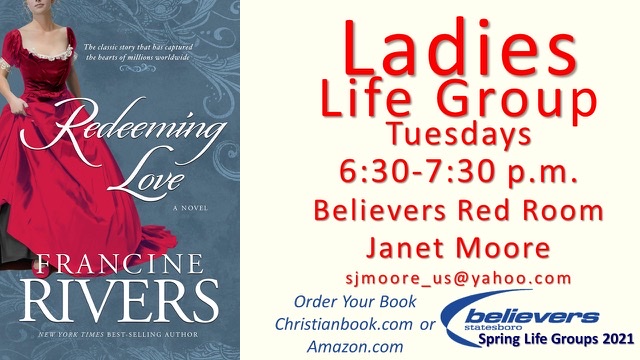 The classic story that has captured
the hearts of millions worldwide
Redeeming
Love
A NOVEL
FRANCINE
RIVERS
NEW YORK TIMES BEST-SELLING AUTHOR
Ladies
Life Group
Tuesdays
6:30-7:30 p.m.
Believers Red Room
Janet Moore
sjmoore_us@yahoo.com
Order Your Book
Christianbook.com or
Amazon.com
believers
statesboro
Spring Life Groups 2021